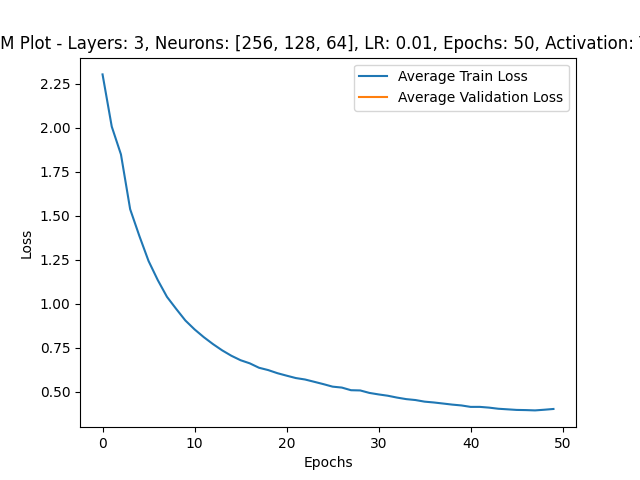 M Plot - Layers: 3, Neurons: [256, 128, 64], LR: 0.01, Epochs: 50, Activation:
Average Train Loss
Average Validation Loss
2.25
2.00
1.75
1.50
1.25
1.00
0.75
0.50
Loss
0 10 20 30 40 50
Epochs